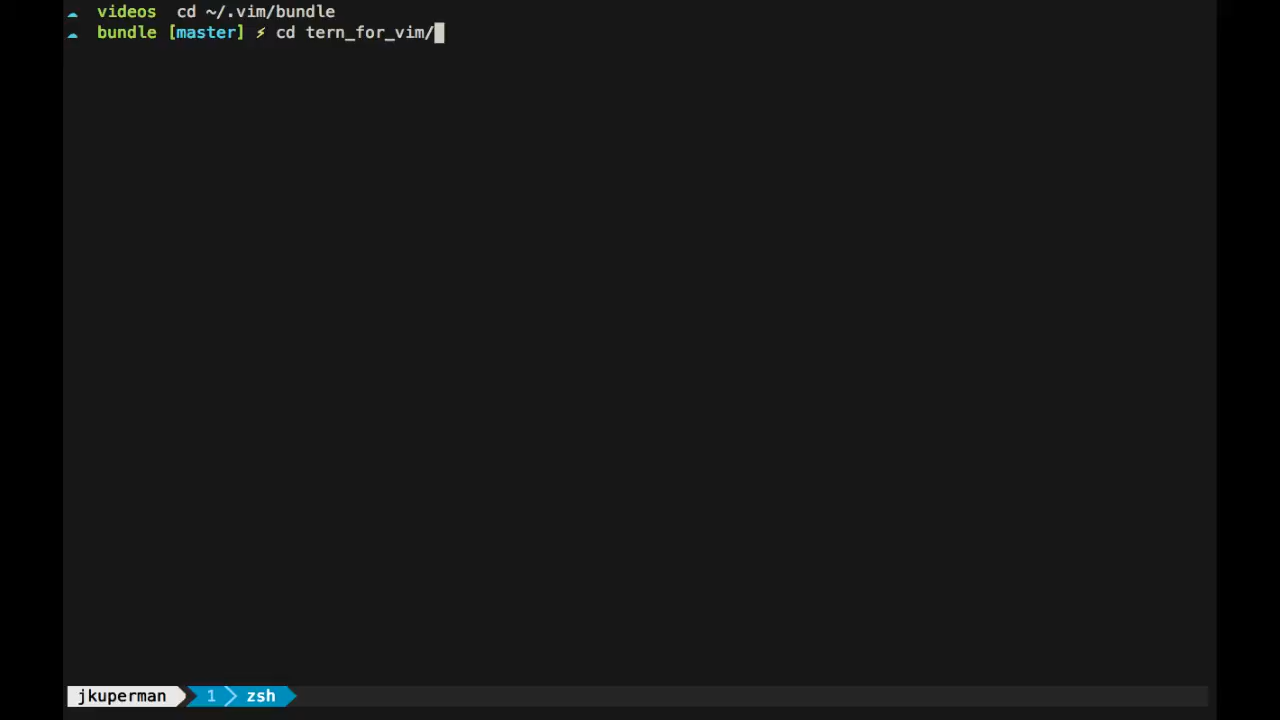 ☁ videos cd ~/.vim/bundle
☁ bundle [master] ⚡ cd tern_for_vim/
jkuperman 1 zsh